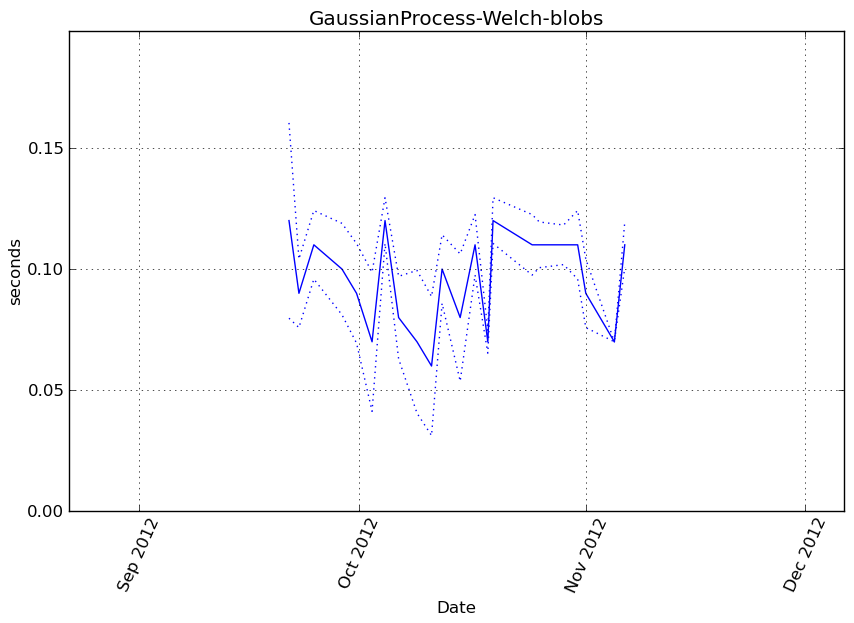 GaussianProcess-Welch-blobs
seconds
0.15
0.10
0.05
0.00
Sep 2012
Oct 2012
Nov 2012
Dec 2012
Date